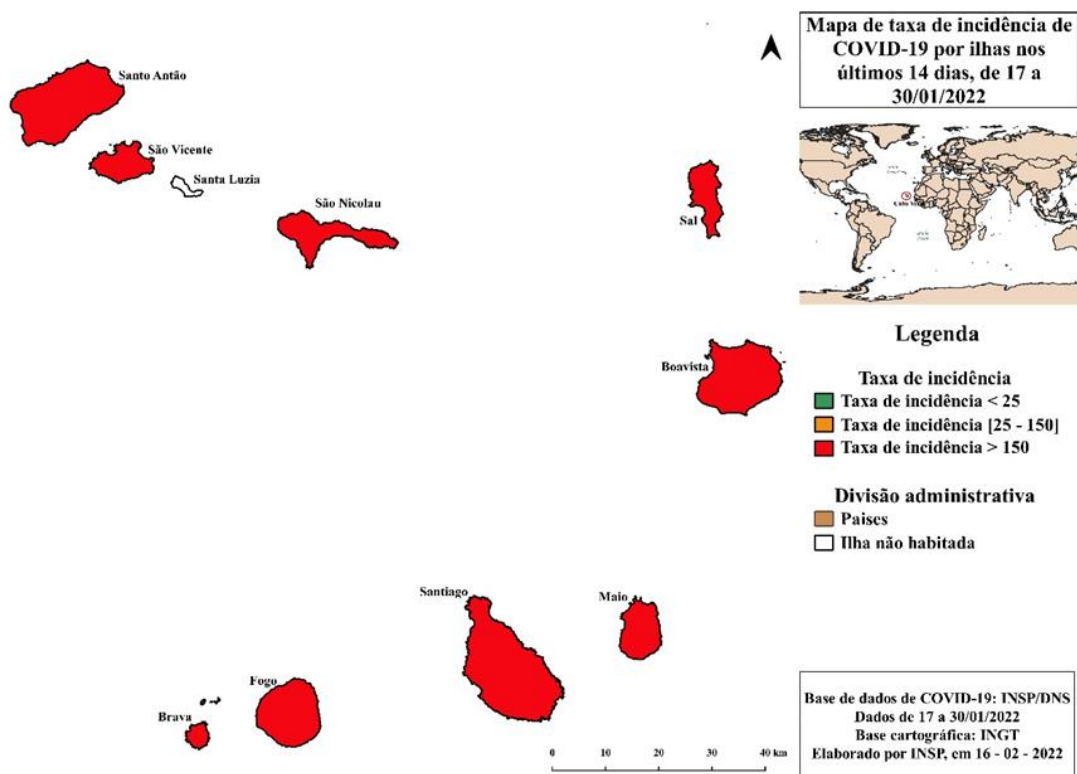 Mapa de taxa de incidência de
COVID-19 por ilhas nos
últimos 14 dias, de 17 a
30/01/2022
Santo Antão
São Vicente
Santa Luzia
São Nicolau
Sal
Boavista
Legenda
Taxa de incidência
Taxa de incidência < 25
Taxa de incidência [25 - 150]
Taxa de incidência > 150
Divisão administrativa
Paises
Ilha não habitada
Santiago
Maio
Fogo
Brava
0 10 20 30 40 km
Base de dados de COVID-19: INSP/DNS
Dados de 17 a 30/01/2022
Base cartográfica: INGT
Elaborado por INSP, em 16 - 02 - 2022